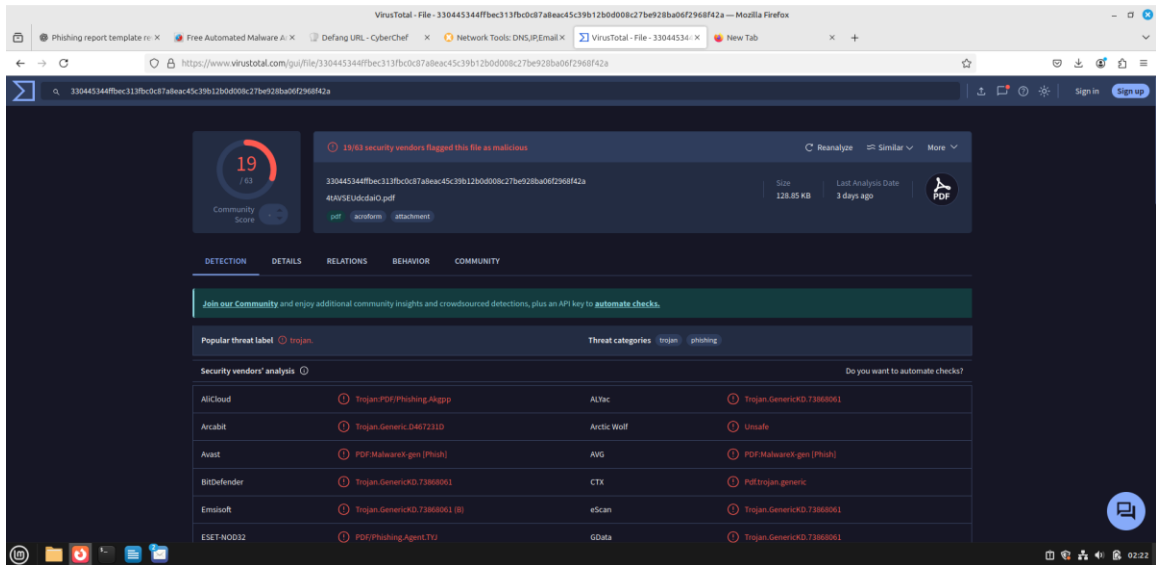 VirusTotal - File - 330445344ffbec313fbc0c87a8eac45c39b12b0d008c27be928ba06f2968f42a — Mozilla Firefox
Phishing report template re × Free Automated Malware A × Defang URL - CyberChef × Network Tools: DNS,IP,Email × VirusTotal - File - 33044534 × New Tab × +
https://www.virustotal.com/gui/file/330445344ffbec313fbc0c87a8eac45c39b12b0d008c27be928ba06f2968f42a
330445344ffbec313fbc0c87a8eac45c39b12b0d008c27be928ba06f2968f42a Sign in Sign up
19
/ 63
Community
Score
19/63 security vendors flagged this file as malicious Reanalyze Similar More
330445344ffbec313fbc0c87a8eac45c39b12b0d008c27be928ba06f2968f42a
4tAVSEUdcdaiO.pdf
pdf acroform attachment
Size
128.85 KB
Last Analysis Date
3 days ago
PDF
DETECTION DETAILS RELATIONS BEHAVIOR COMMUNITY
Join our Community and enjoy additional community insights and crowdsourced detections, plus an API key to automate checks.
Popular threat label trojan. Threat categories trojan phishing
Security vendors' analysis Do you want to automate checks?
AliCloud Trojan:PDF/Phishing.Akgpp ALYac Trojan.GenericKD.73868061
Arcabit Trojan.Generic.D467231D Arctic Wolf Unsafe
Avast PDF:MalwareX-gen [Phish] AVG PDF:MalwareX-gen [Phish]
BitDefender Trojan.GenericKD.73868061 CTX Pdf.trojan.generic
Emsisoft Trojan.GenericKD.73868061 (B) eScan Trojan.GenericKD.73868061
ESET-NOD32 PDF/Phishing.Agent.TYJ GData Trojan.GenericKD.73868061
02:22